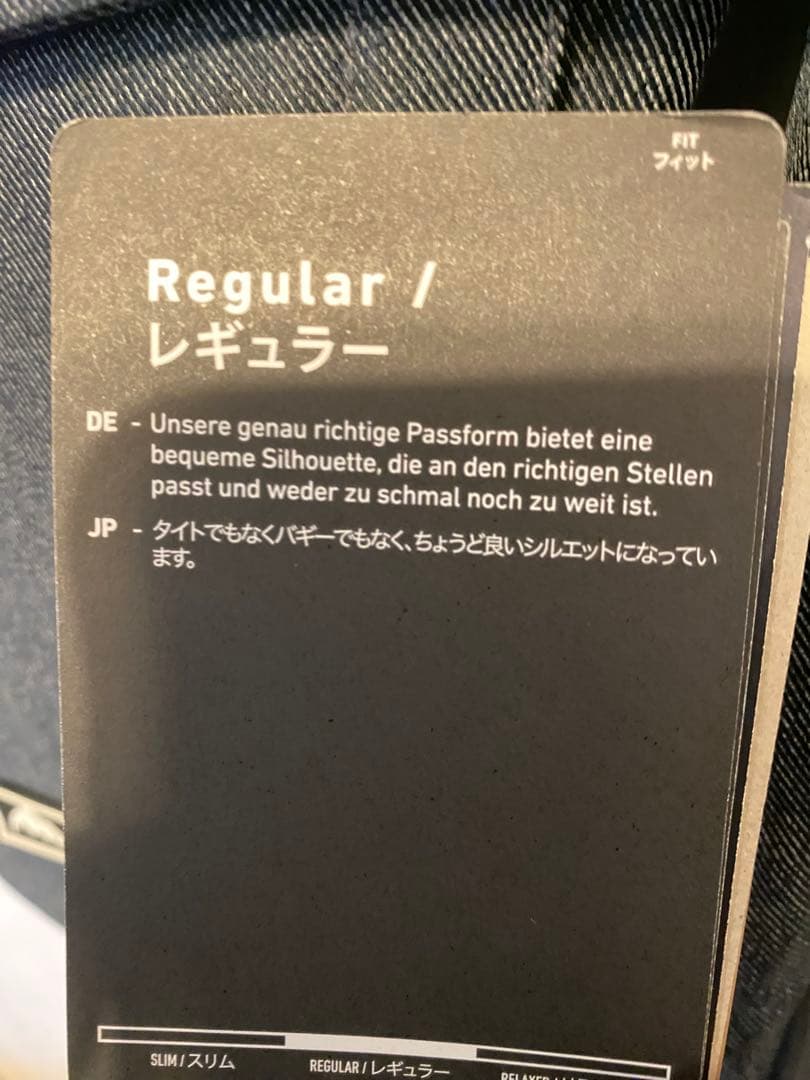 FIT
フィット
Regular /
レギュラー
DE - Unsere genau richtige Passform bietet eine
bequeme Silhouette, die an den richtigen Stellen
passt und weder zu schmal noch zu weit ist.
JP - タイトでもなくバギーでもなく、ちょうど良いシルエットになってい
ます。
SLIM / スリム
REGULAR / レギュラー
RELAXED /